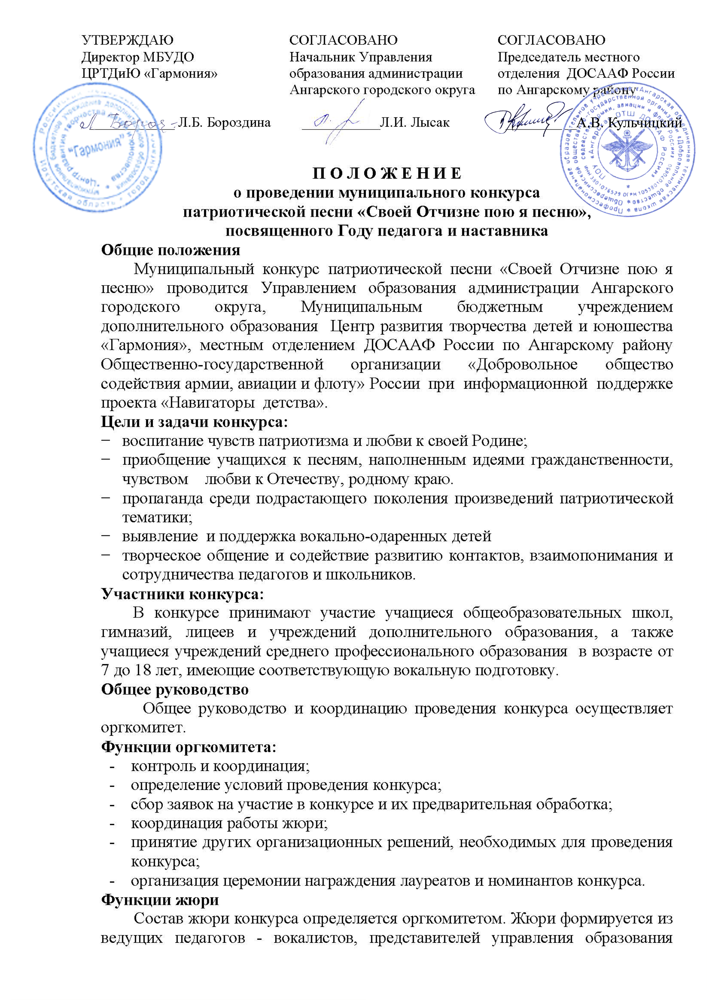 УТВЕРЖДАЮ
Директор МБУДО
ЦРТДиЮ «Гармония»
Л.Б. Бороздина
СОГЛАСОВАНО
Начальник Управления
образования администрации
Ангарского городского округа
Л.И. Лысак
СОГЛАСОВАНО
Председатель местного
отделения ДОСААФ России
по Ангарскому району
А.В. Кульчицкий
"Гармония"
ИНН 3801076529 ОГРН 1053801070850
П О Л О Ж Е Н И Е
о проведении муниципального конкурса
патриотической песни «Своей Отчизне пою я песню»,
посвященного Году педагога и наставника
Общие положения
Муниципальный конкурс патриотической песни «Своей Отчизне пою я
песню» проводится Управлением образования администрации Ангарского
городского округа, Муниципальным бюджетным учреждением
дополнительного образования Центр развития творчества детей и юношества
«Гармония», местным отделением ДОСААФ России по Ангарскому району
Общественно-государственной организации «Добровольное общество
содействия армии, авиации и флоту» России при информационной поддержке
проекта «Навигаторы детства».
Цели и задачи конкурса:
− воспитание чувств патриотизма и любви к своей Родине;
− приобщение учащихся к песням, наполненным идеями гражданственности,
чувством любви к Отечеству, родному краю.
− пропаганда среди подрастающего поколения произведений патриотической
тематики;
− выявление и поддержка вокально-одаренных детей
− творческое общение и содействие развитию контактов, взаимопонимания и
сотрудничества педагогов и школьников.
Участники конкурса:
В конкурсе принимают участие учащиеся общеобразовательных школ,
гимназий, лицеев и учреждений дополнительного образования, а также
учащиеся учреждений среднего профессионального образования в возрасте от
7 до 18 лет, имеющие соответствующую вокальную подготовку.
Общее руководство
Общее руководство и координацию проведения конкурса осуществляет
оргкомитет.
Функции оргкомитета:
- контроль и координация;
- определение условий проведения конкурса;
- сбор заявок на участие в конкурсе и их предварительная обработка;
- координация работы жюри;
- принятие других организационных решений, необходимых для проведения
конкурса;
- организация церемонии награждения лауреатов и номинантов конкурса.
Функции жюри
Состав жюри конкурса определяется оргкомитетом. Жюри формируется из
ведущих педагогов - вокалистов, представителей управления образования